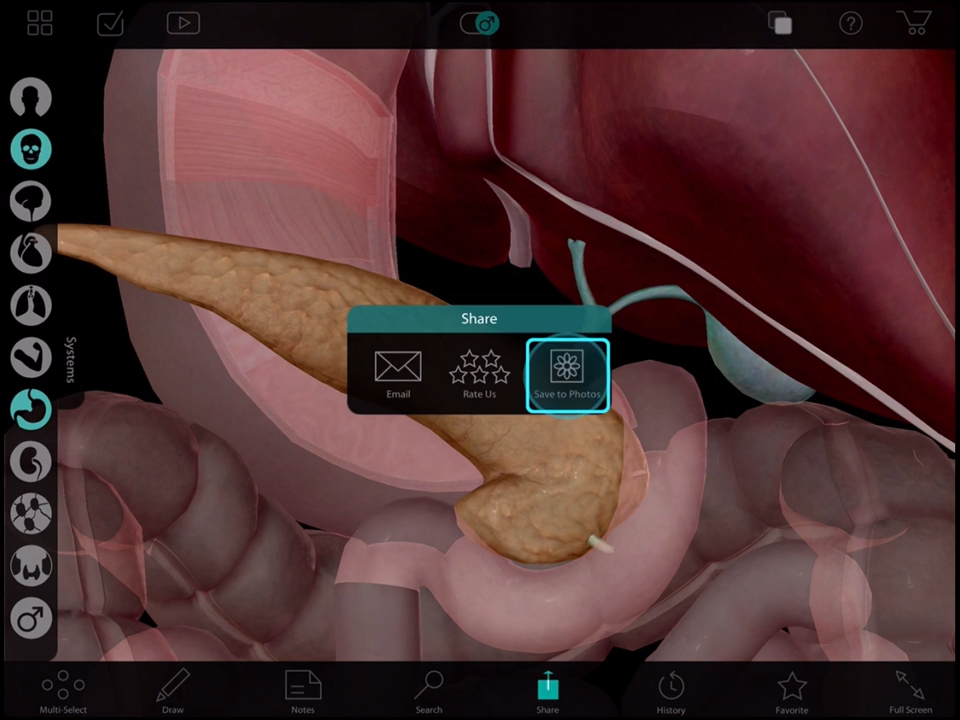 Systems
Share
Email
Rate Us
Save to Photos
Multi-Select
Draw
Notes
Search
Share
History
Favorite
Full Screen